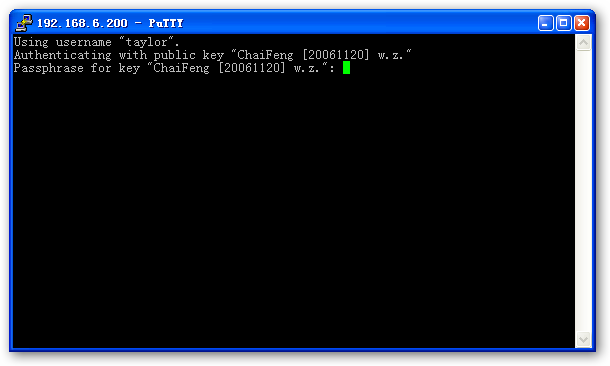 192.168.6.200 - PuTTY
Using username "taylor".
Authenticating with public key "ChaiFeng [20061120] w.z."
Passphrase for key "ChaiFeng [20061120] w.z.":